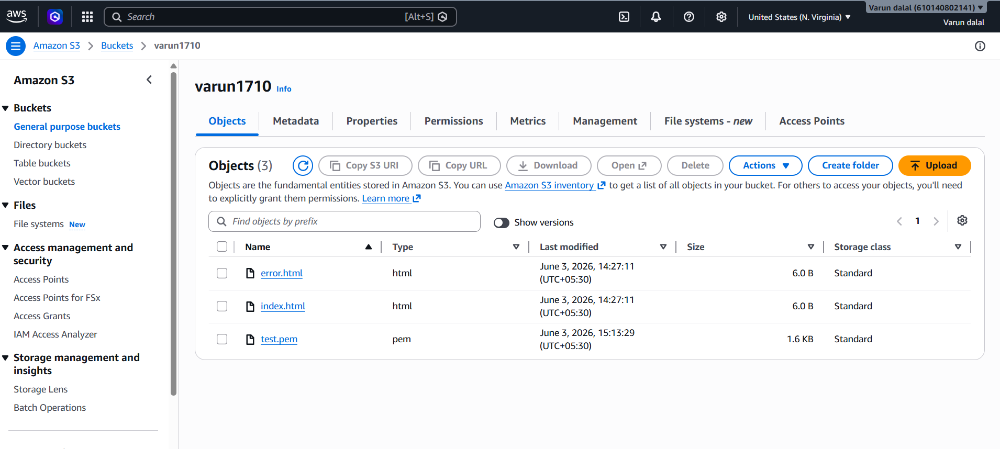 aws
Search
[Alt+S]
United States (N. Virginia)
Varun dalal (610140802141)
Varun dalal
Amazon S3
Buckets
varun1710
Amazon S3
Buckets
General purpose buckets
Directory buckets
Table buckets
Vector buckets
Files
File systems New
Access management and
security
Access Points
Access Points for FSx
Access Grants
IAM Access Analyzer
Storage management and
insights
Storage Lens
Batch Operations
varun1710 Info
Objects
Metadata
Properties
Permissions
Metrics
Management
File systems - new
Access Points
Objects (3)
Copy S3 URI
Copy URL
Download
Open
Delete
Actions
Create folder
Upload
Objects are the fundamental entities stored in Amazon S3. You can use Amazon S3 inventory to get a list of all objects in your bucket. For others to access your objects, you'll need
to explicitly grant them permissions. Learn more
Find objects by prefix
Show versions
1
Name Type Last modified Size Storage class
error.html html June 3, 2026, 14:27:11 (UTC+05:30) 6.0 B Standard
index.html html June 3, 2026, 14:27:11 (UTC+05:30) 6.0 B Standard
test.pem pem June 3, 2026, 15:13:29 (UTC+05:30) 1.6 KB Standard